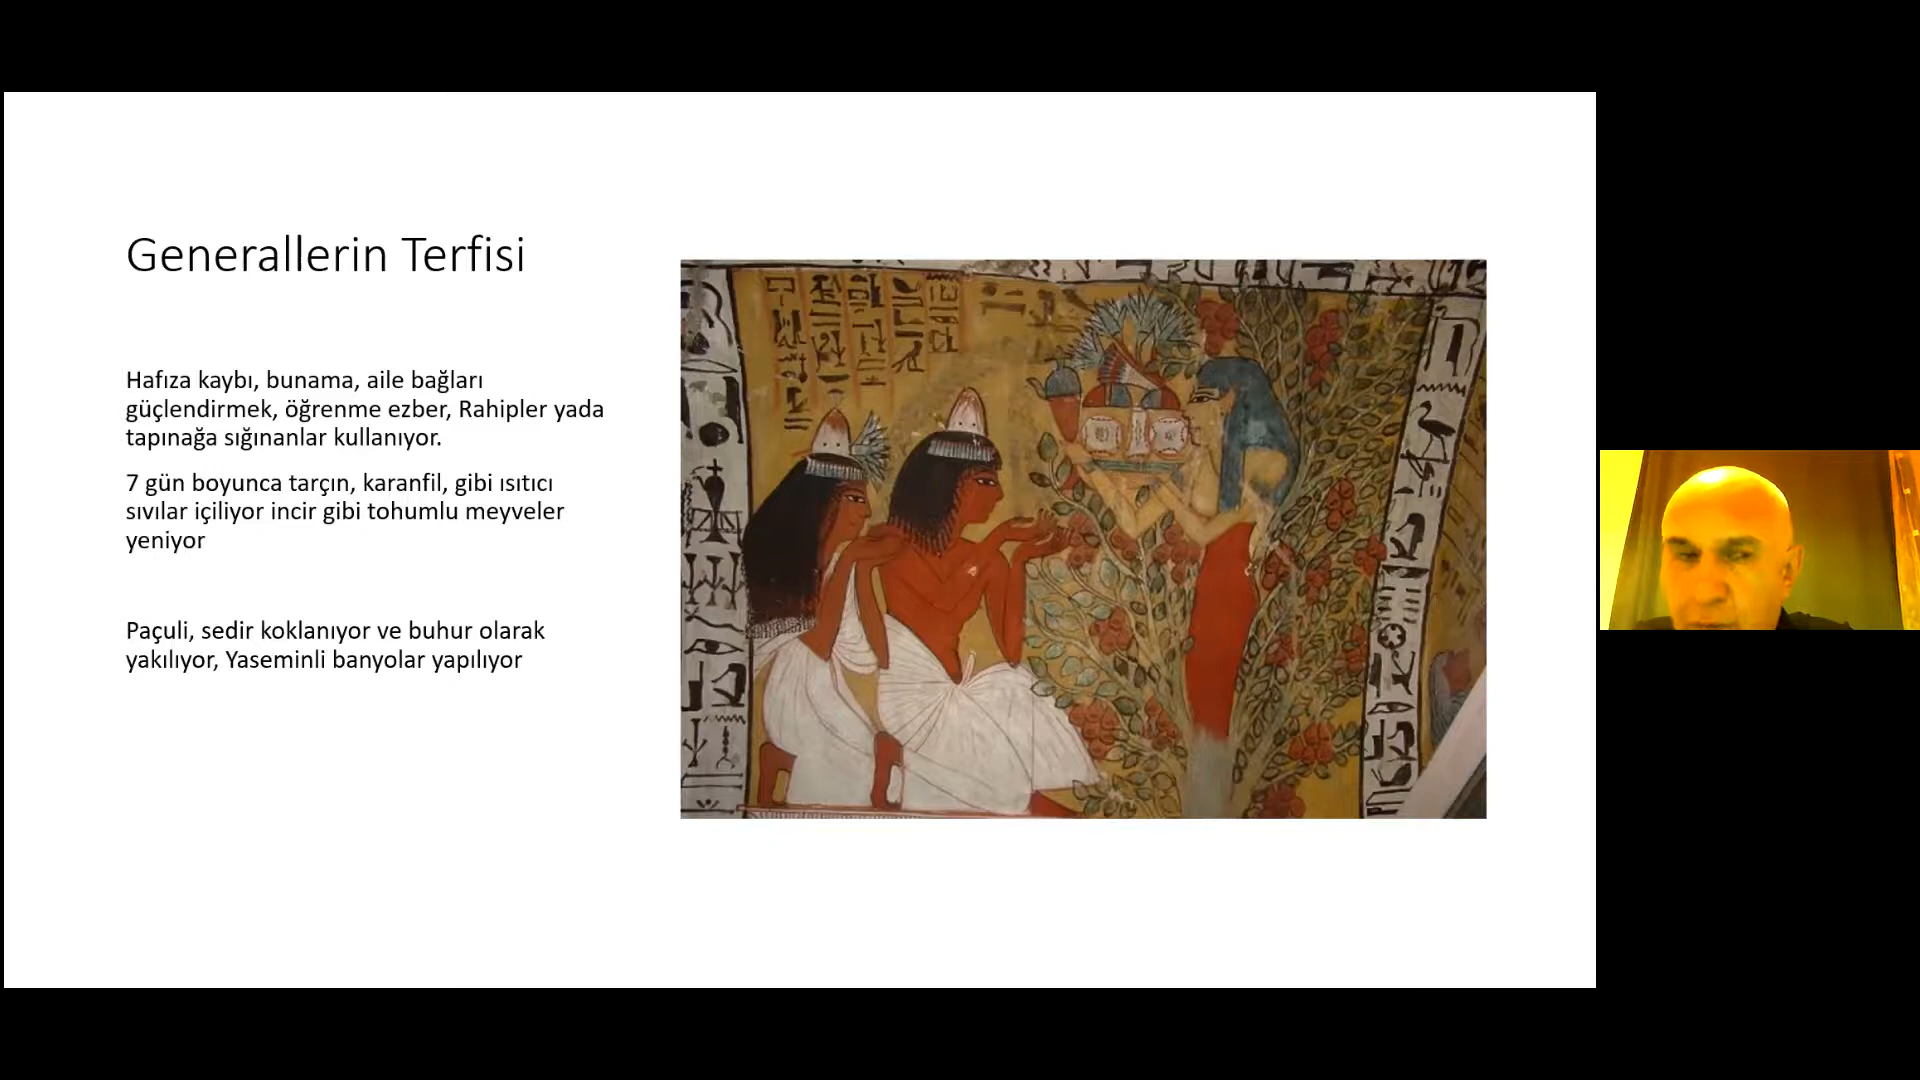 Generallerin Terfisi
Hafıza kaybı, bunama, aile bağları
güçlendirmek, öğrenme ezber, Rahipler yada
tapınağa sığınanlar kullanıyor.
7 gün boyunca tarçın, karanfil, gibi ısıtıcı
sıvılar içiliyor incir gibi tohumlu meyveler
yeniyor
Paçuli, sedir koklanıyor ve buhur olarak
yakılıyor, Yaseminli banyolar yapılıyor